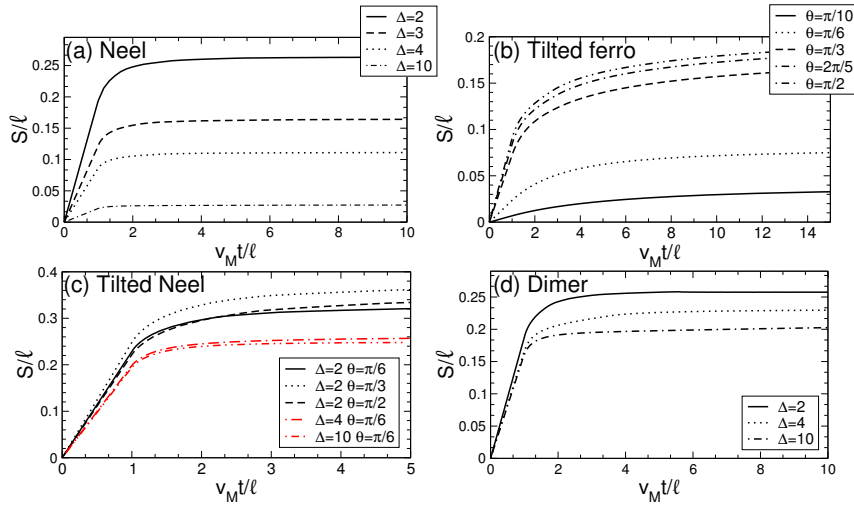 (a) Neel
Δ=2
Δ=3
Δ=4
Δ=10
S/ℓ
0.25
0.2
0.15
0.1
0.05
0
0 2 4 6 8 10
v_M t/ℓ
(b) Tilted ferro
θ=π/10
θ=π/6
θ=π/3
θ=2π/5
θ=π/2
S/ℓ
0.2
0.15
0.1
0.05
0
0 2 4 6 8 10 12 14
v_M t/ℓ
(c) Tilted Neel
Δ=2 θ=π/6
Δ=2 θ=π/3
Δ=2 θ=π/2
Δ=4 θ=π/6
Δ=10 θ=π/6
S/ℓ
0.4
0.3
0.2
0.1
0
0 1 2 3 4 5
v_M t/ℓ
(d) Dimer
Δ=2
Δ=4
Δ=10
S/ℓ
0.25
0.2
0.15
0.1
0.05
0
0 2 4 6 8 10
v_M t/ℓ